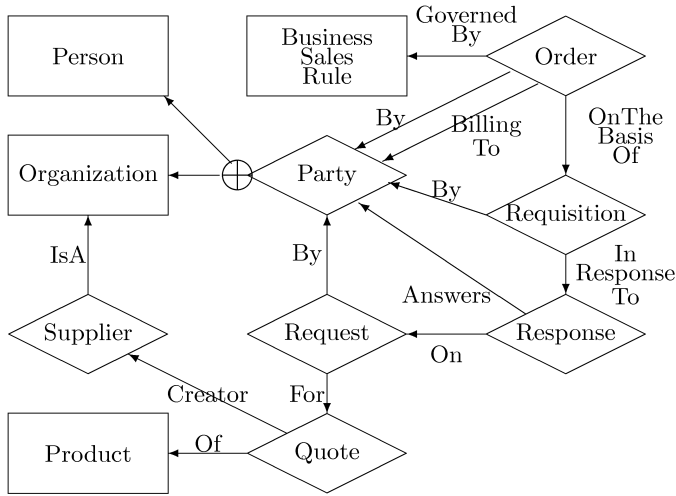 Governed
By
Person
Business
Sales
Rule
Order
By
Billing
To
OnThe
Basis
Of
Organization
Party
By
Requisition
IsA
By
Answers
In
Response
To
Supplier
Request
On
Response
Creator
For
Product
Of
Quote